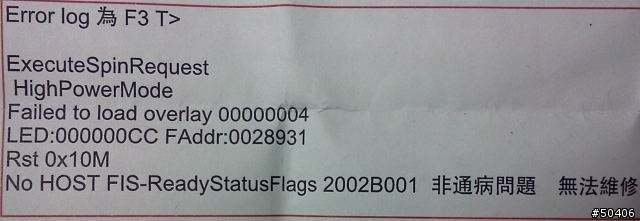 Error log 為 F3 T>
ExecuteSpinRequest
HighPowerMode
Failed to load overlay 00000004
LED:000000CC FAddr:0028931
Rst 0x10M
No HOST FIS-ReadyStatusFlags 2002B001 非通病問題 無法維修
#50406